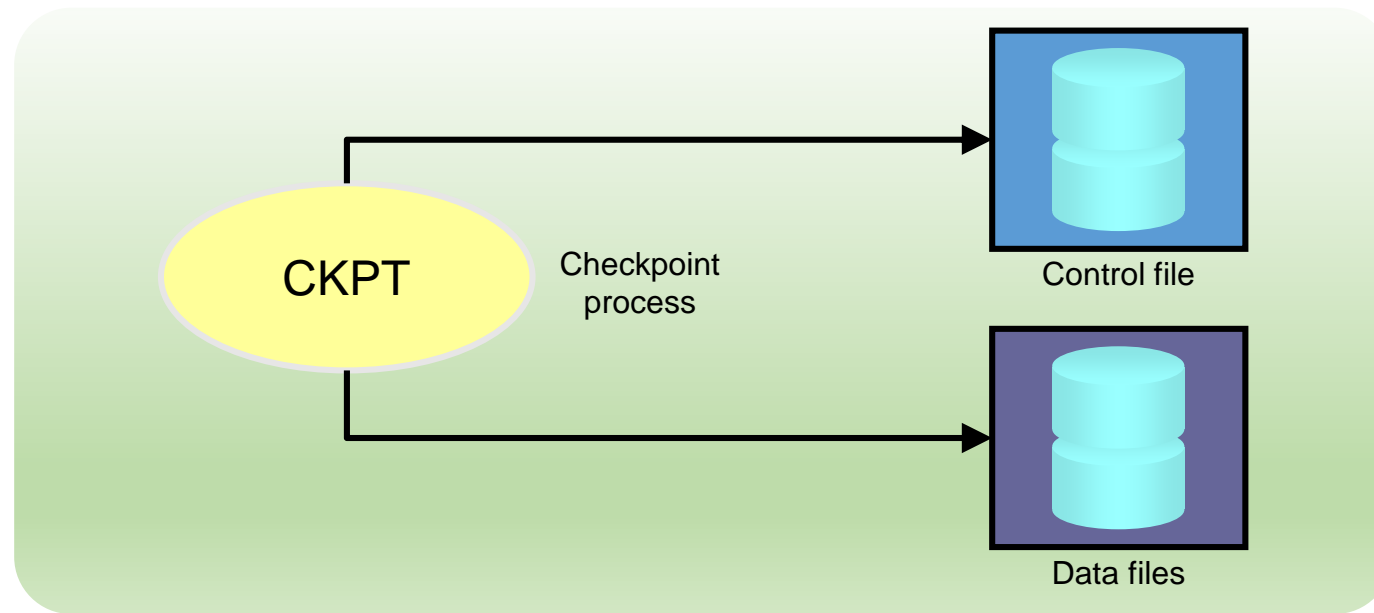 CKPT
Checkpoint
process
Control file
Data files